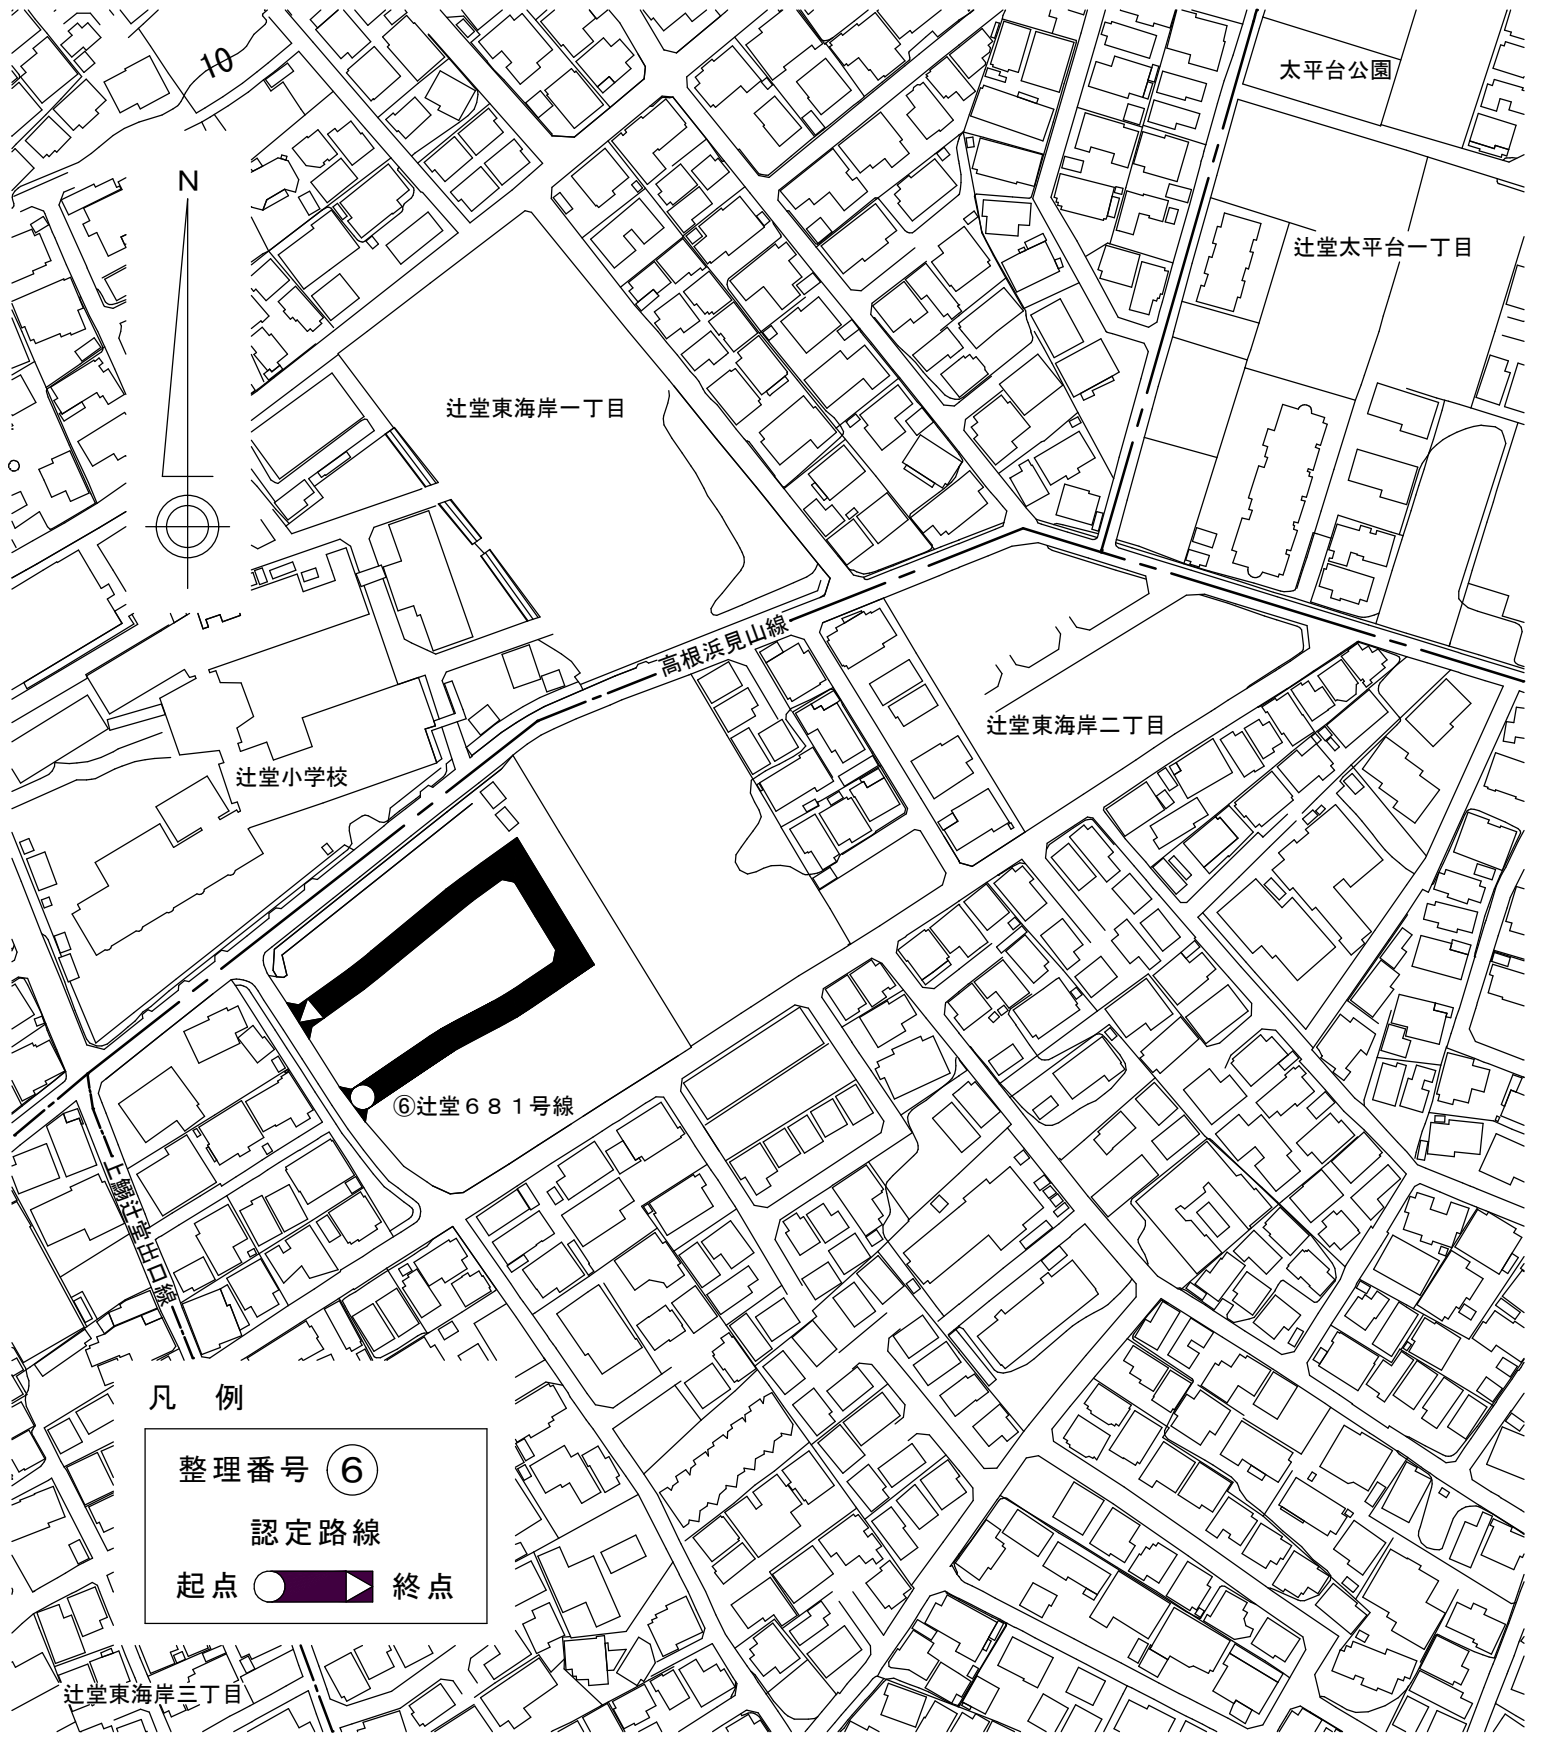 10
太平台公園
N
辻堂太平台一丁目
辻堂東海岸一丁目
高根浜見山線
辻堂東海岸二丁目
辻堂小学校
⑥辻堂６８１号線
上鰯辻堂出口線
凡 例
整理番号 ⑥
認定路線
起点 終点
辻堂東海岸三丁目